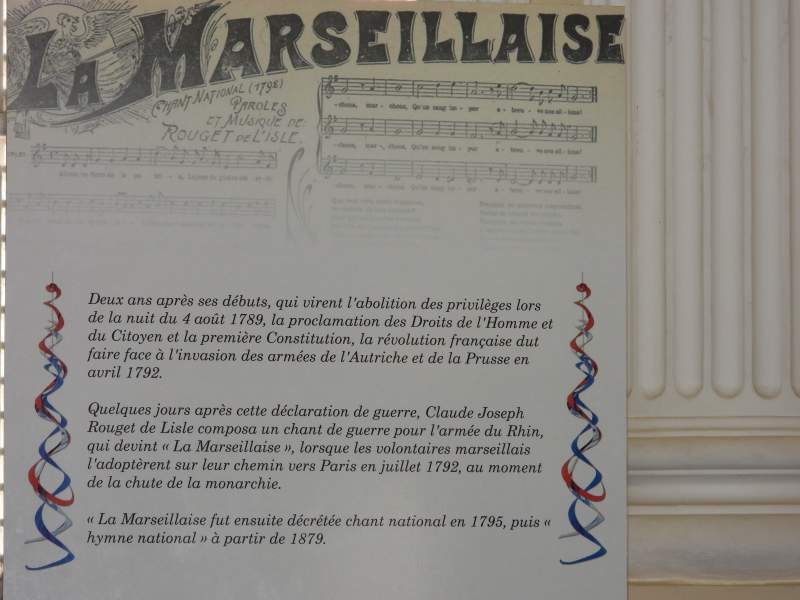 LA MARSEILLAISE
CHANT NATIONAL (1792)
PAROLES
ET MUSIQUE DE
ROUGET DE L'ISLE.
Deux ans après ses débuts, qui virent l'abolition des privilèges lors
de la nuit du 4 août 1789, la proclamation des Droits de l'Homme et
du Citoyen et la première Constitution, la révolution française dut
faire face à l'invasion des armées de l'Autriche et de la Prusse en
avril 1792.
Quelques jours après cette déclaration de guerre, Claude Joseph
Rouget de Lisle composa un chant de guerre pour l'armée du Rhin,
qui devint « La Marseillaise », lorsque les volontaires marseillais
l'adoptèrent sur leur chemin vers Paris en juillet 1792, au moment
de la chute de la monarchie.
« La Marseillaise fut ensuite décrétée chant national en 1795, puis «
hymne national » à partir de 1879.